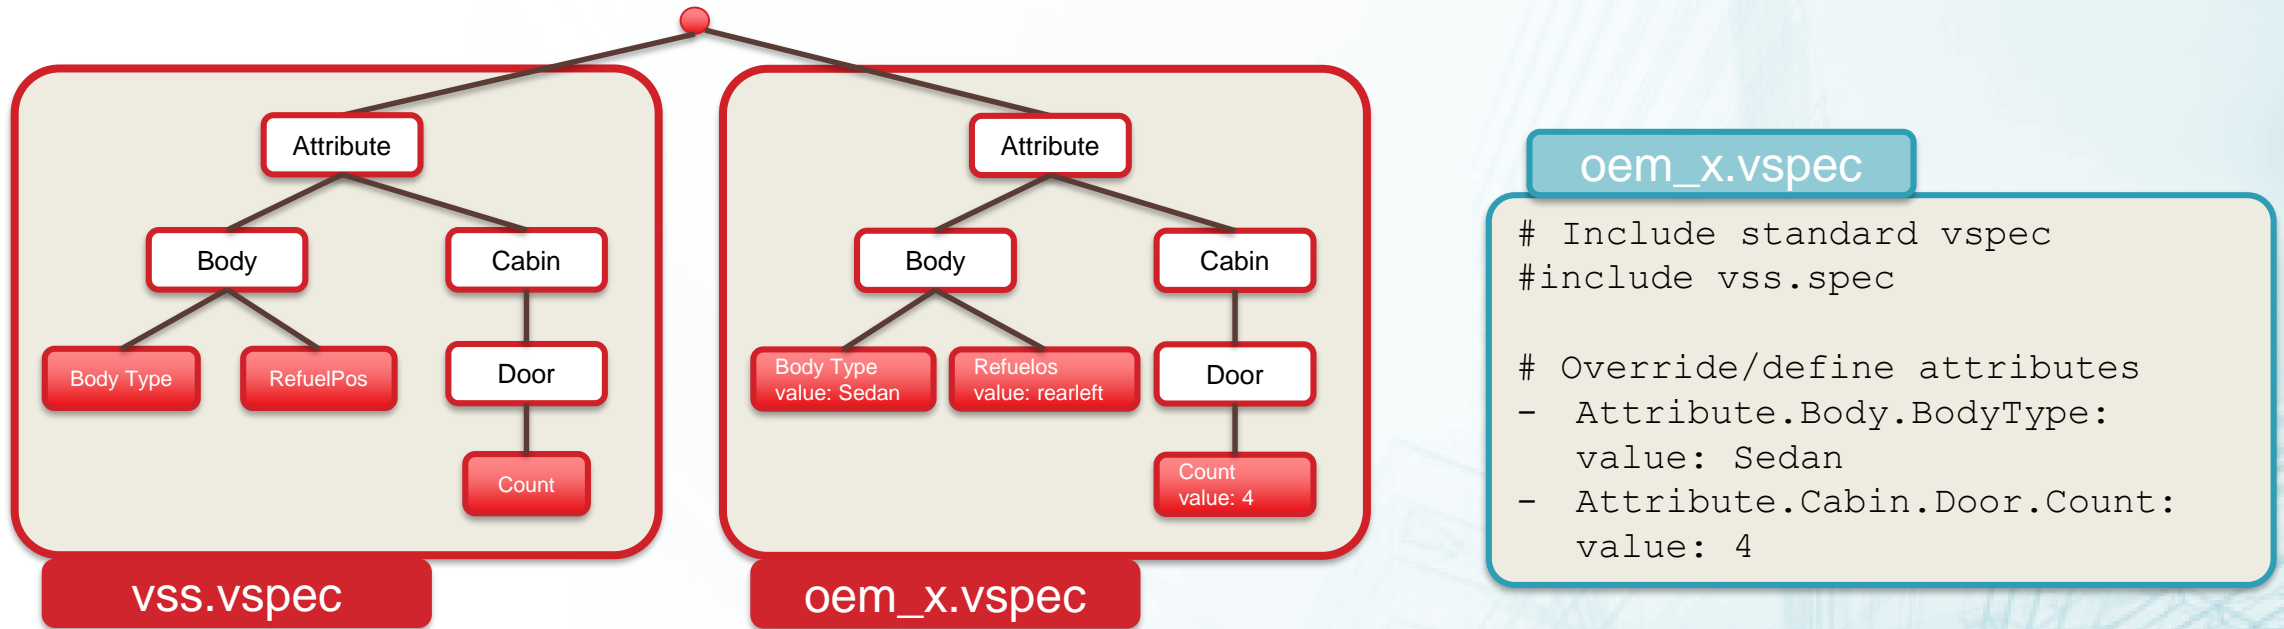 Attribute
Body
Cabin
Body Type
RefuelPos
Door
Count
vss.vspec
Attribute
Body
Cabin
Body Type
value: Sedan
Refuelos
value: rearleft
Door
Count
value: 4
oem_x.vspec
oem_x.vspec
# Include standard vspec
#include vss.spec
# Override/define attributes
- Attribute.Body.BodyType:
value: Sedan
- Attribute.Cabin.Door.Count:
value: 4